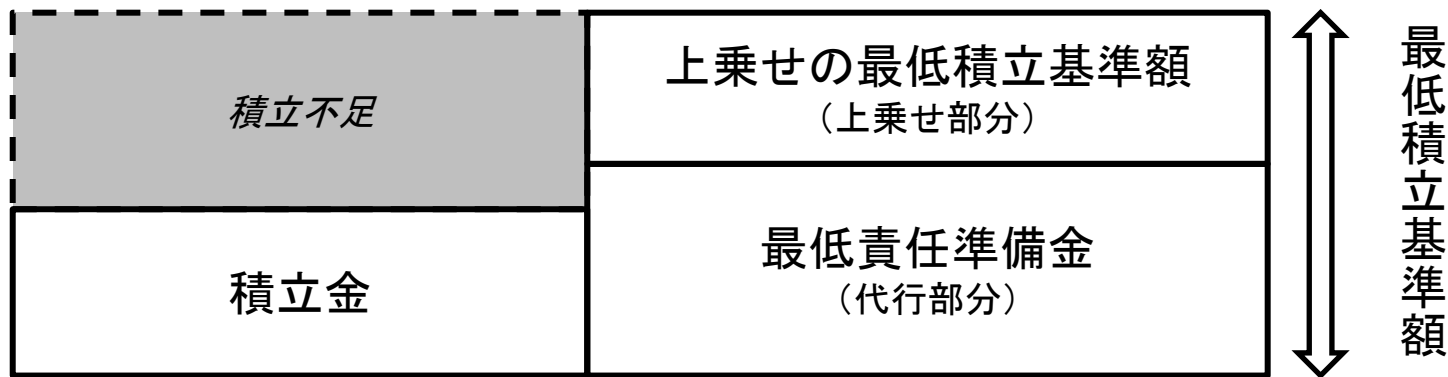 積立不足
積立金
上乗せの最低積立基準額
（上乗せ部分）
最低責任準備金
（代行部分）
最低積立基準額